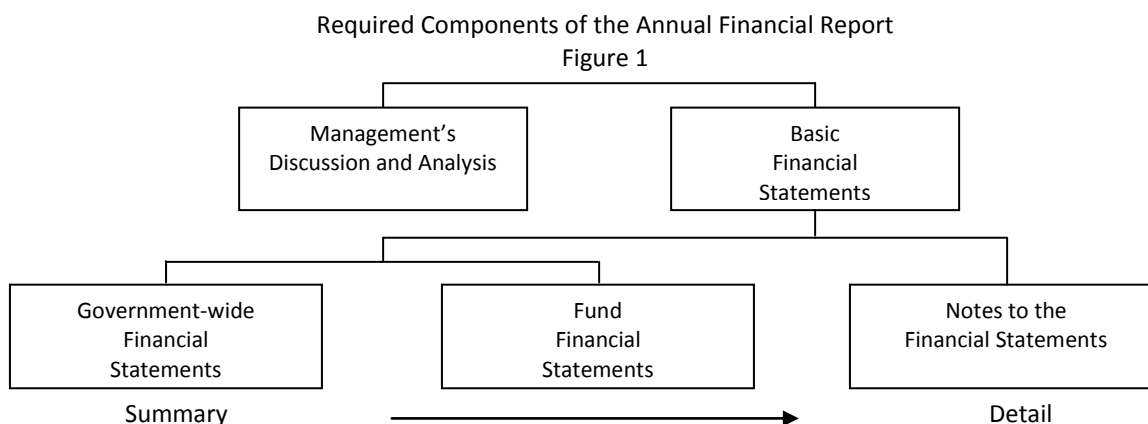 Required Components of the Annual Financial Report
Figure 1
Management’s
Discussion and Analysis
Basic
Financial
Statements
Government-wide
Financial
Statements
Fund
Financial
Statements
Notes to the
Financial Statements
Summary
Detail